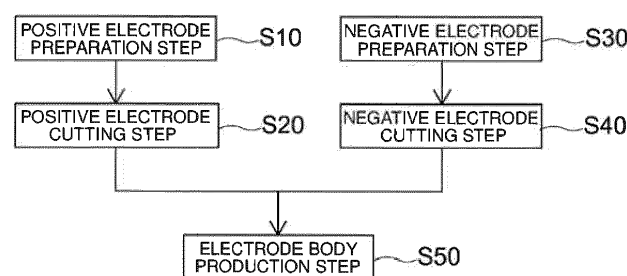 POSITIVE ELECTRODE
PREPARATION STEP
S10
NEGATIVE ELECTRODE
PREPARATION STEP
S30
POSITIVE ELECTRODE
CUTTING STEP
S20
NEGATIVE ELECTRODE
CUTTING STEP
S40
ELECTRODE BODY
PRODUCTION STEP
S50